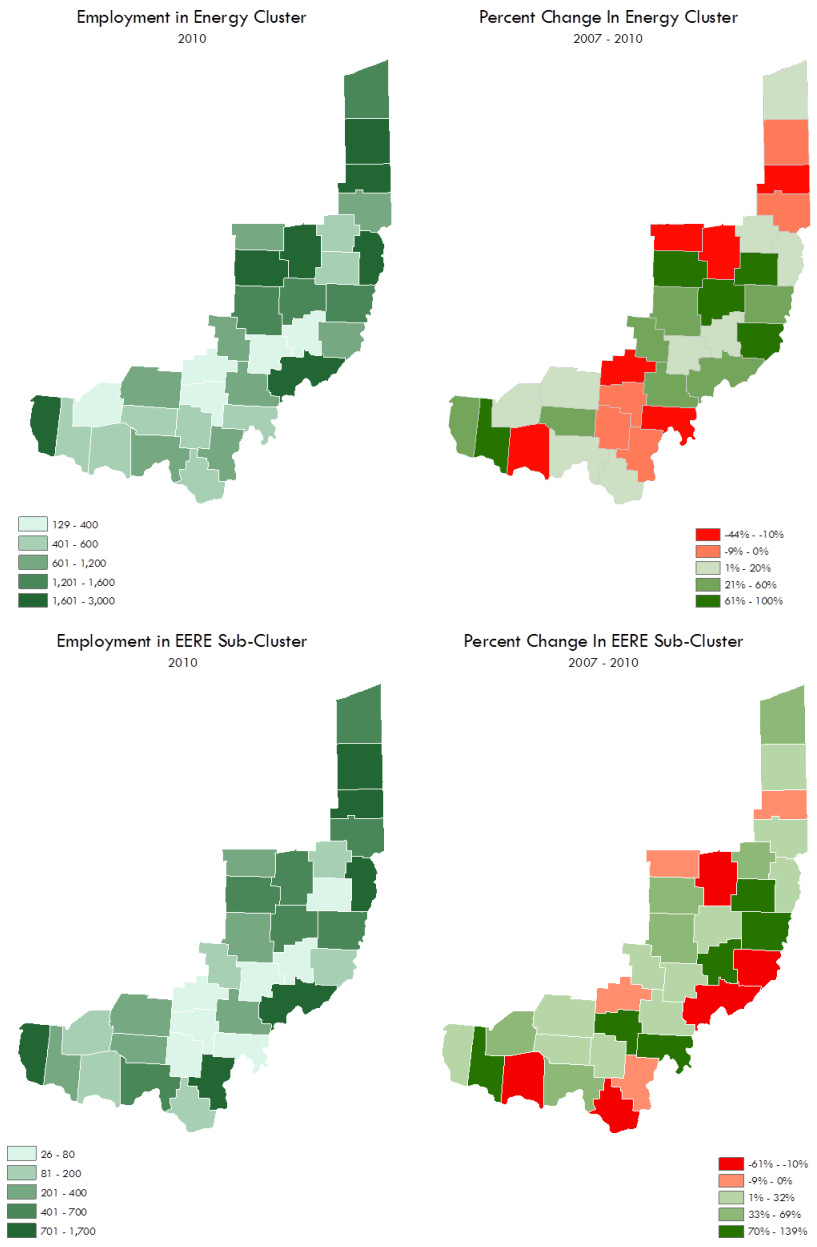 Employment in Energy Cluster
2010
Percent Change In Energy Cluster
2007 - 2010
129 - 400
401 - 600
601 - 1,200
1,201 - 1,600
1,601 - 3,000
-44% - -10%
-9% - 0%
1% - 20%
21% - 60%
61% - 100%
Employment in EERE Sub-Cluster
2010
Percent Change In EERE Sub-Cluster
2007 - 2010
26 - 80
81 - 200
201 - 400
401 - 700
701 - 1,700
-61% - -10%
-9% - 0%
1% - 32%
33% - 69%
70% - 139%